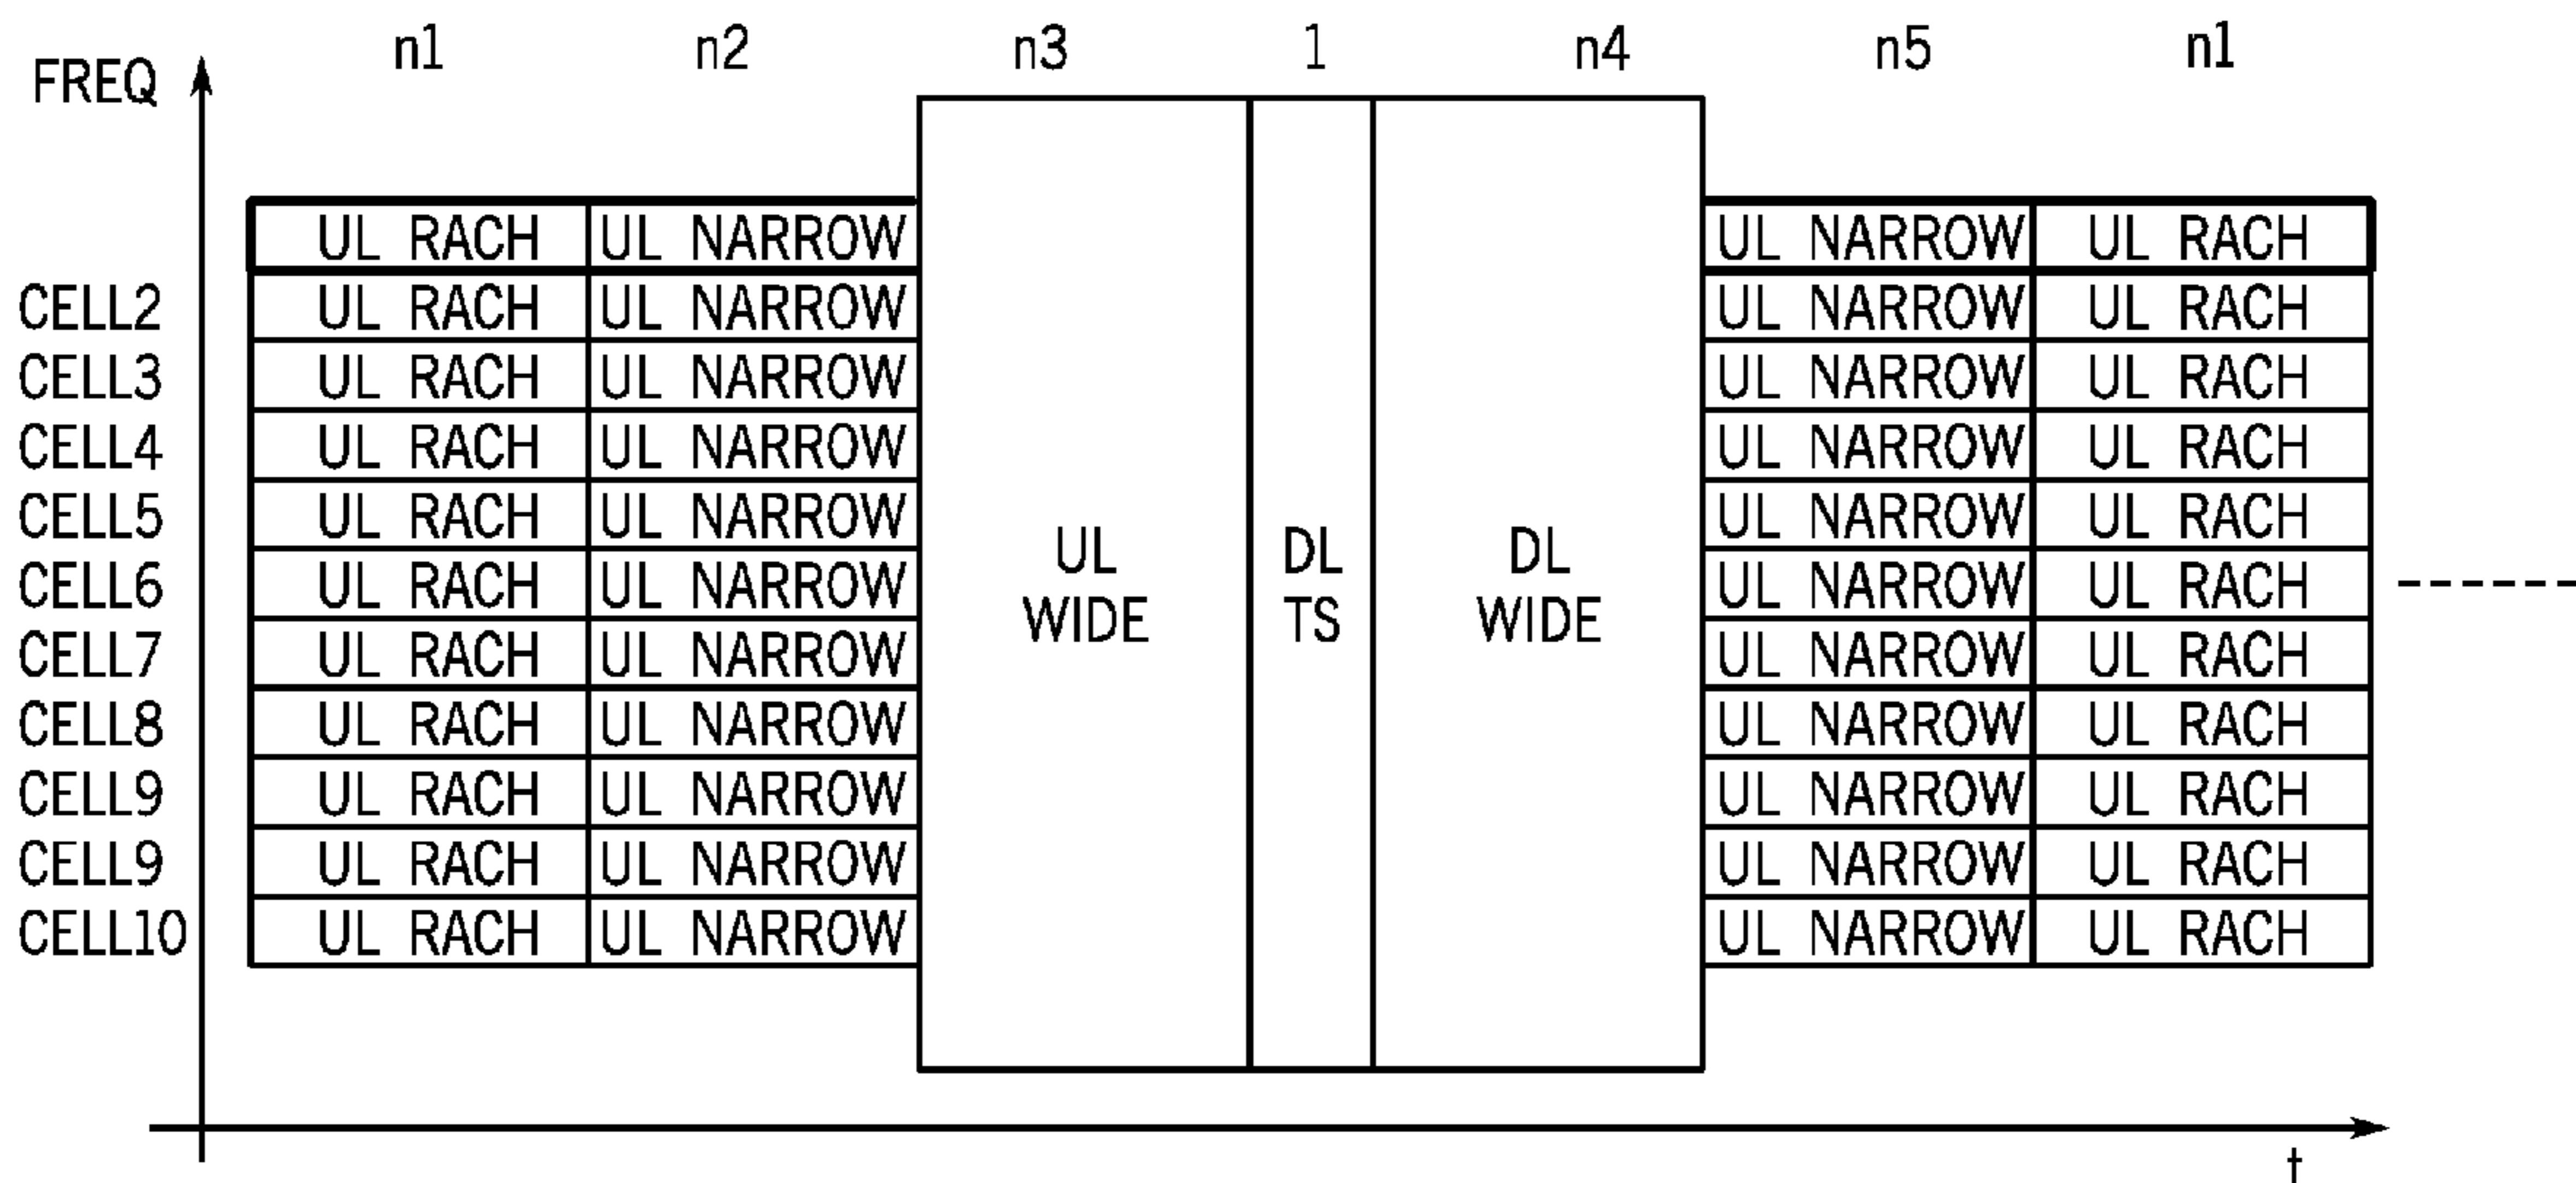 n1 n2 n3 1 n4 n5 n1
FREQ
UL RACH UL NARROW UL NARROW UL RACH
CELL2 UL RACH UL NARROW UL NARROW UL RACH
CELL3 UL RACH UL NARROW UL NARROW UL RACH
CELL4 UL RACH UL NARROW UL NARROW UL RACH
CELL5 UL RACH UL NARROW UL NARROW UL RACH
UL DL DL
WIDE TS WIDE
CELL6 UL RACH UL NARROW UL NARROW UL RACH
CELL7 UL RACH UL NARROW UL NARROW UL RACH
CELL8 UL RACH UL NARROW UL NARROW UL RACH
CELL9 UL RACH UL NARROW UL NARROW UL RACH
CELL9 UL RACH UL NARROW UL NARROW UL RACH
CELL10 UL RACH UL NARROW UL NARROW UL RACH
t